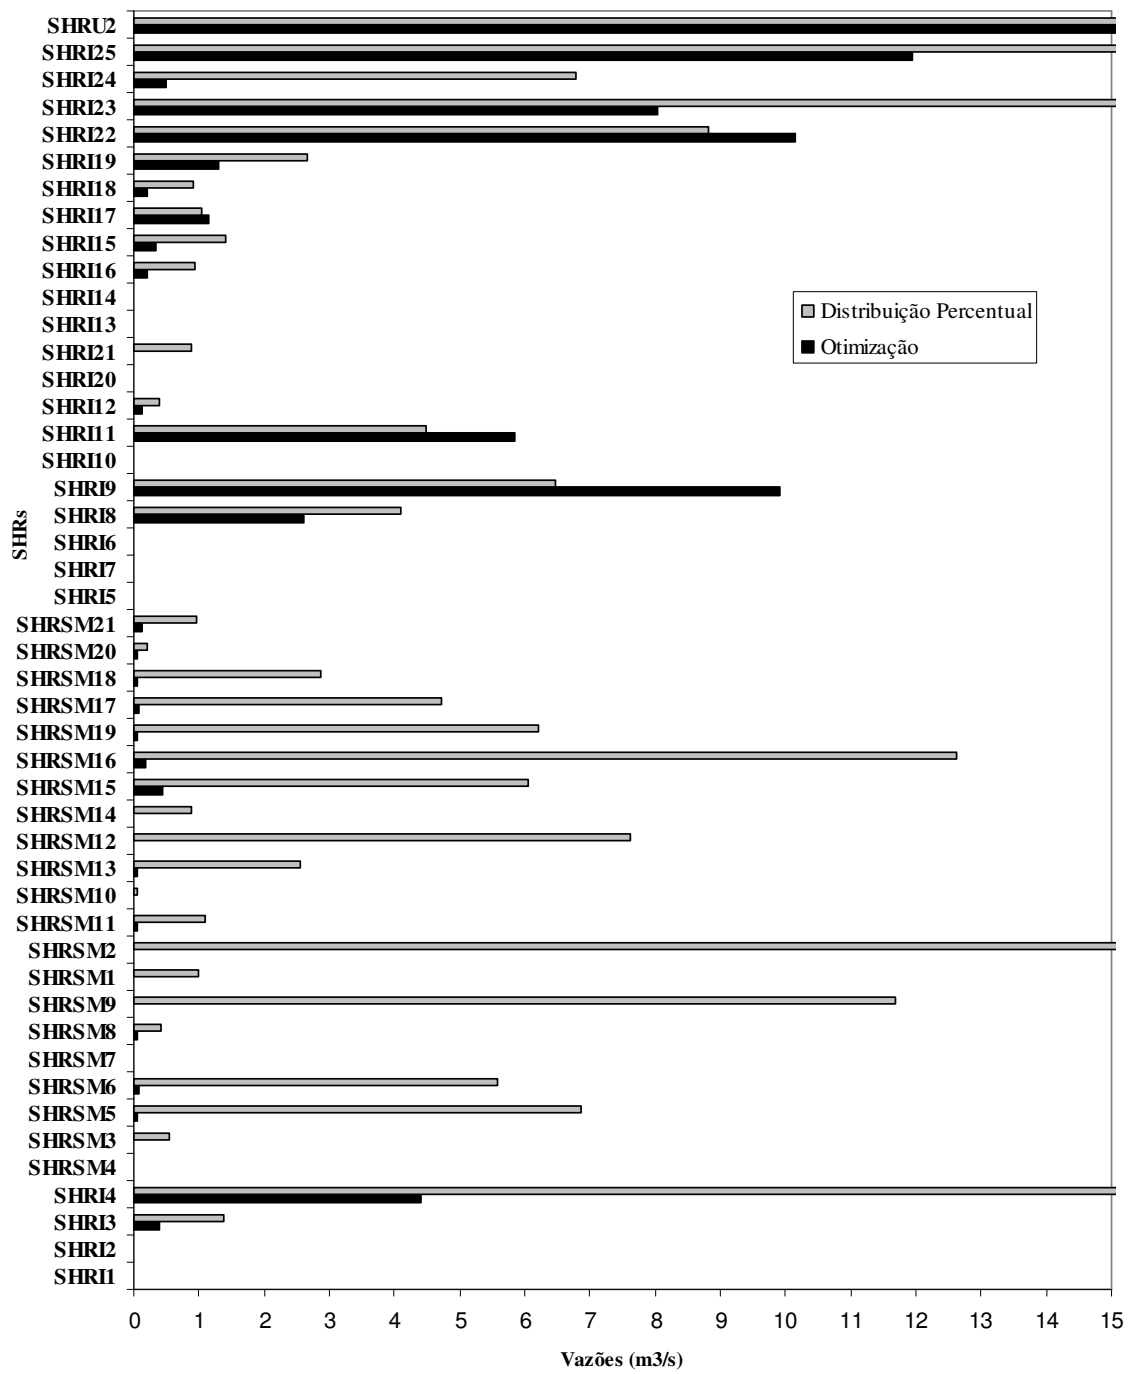 SHRU2
SHRI25
SHRI24
SHRI23
SHRI22
SHRI19
SHRI18
SHRI17
SHRI15
SHRI16
SHRI14
SHRI13
SHRI21
SHRI20
SHRI12
SHRI11
SHRI10
SHRI9
SHRI8
SHRI6
SHRI7
SHRI5
SHRSM21
SHRSM20
SHRSM18
SHRSM17
SHRSM19
SHRSM16
SHRSM15
SHRSM14
SHRSM12
SHRSM13
SHRSM10
SHRSM11
SHRSM2
SHRSM1
SHRSM9
SHRSM8
SHRSM7
SHRSM6
SHRSM5
SHRSM3
SHRSM4
SHRI4
SHRI3
SHRI2
SHRI1
SHRs
Distribuição Percentual
Otimização
0 1 2 3 4 5 6 7 8 9 10 11 12 13 14 15
Vazões (m3/s)